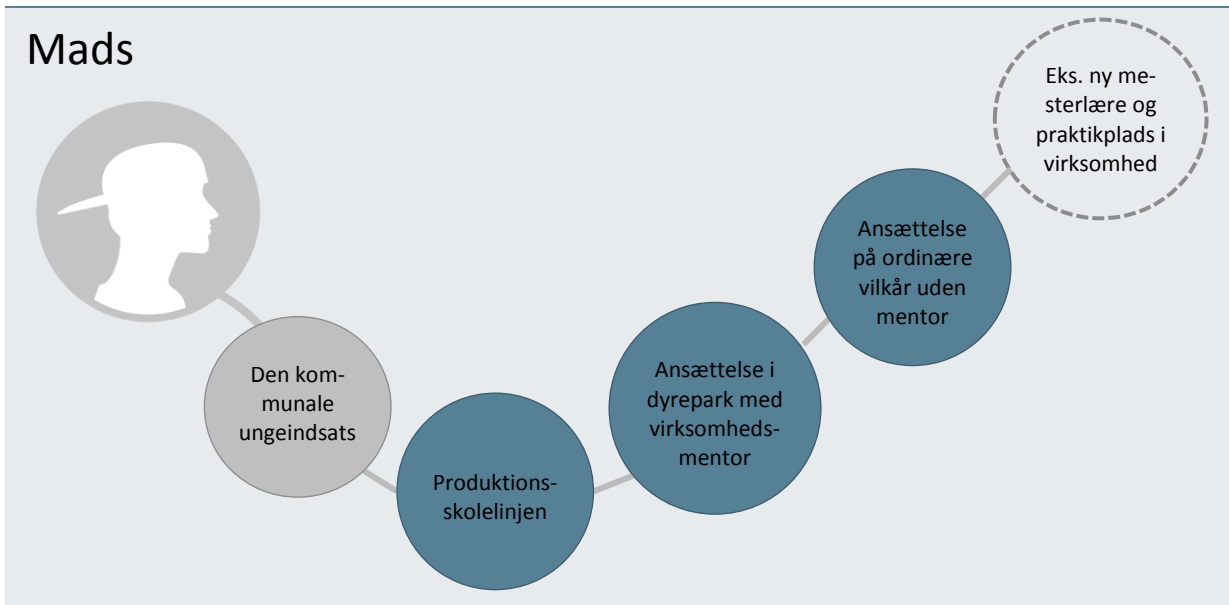 Mads
Den kom-
munale
ungeindsats
Produktions-
skolelinjen
Ansættelse i
dyrepark med
virksomheds-
mentor
Ansættelse
på ordinære
vilkår uden
mentor
Eks. ny me-
sterlære og
praktikplads i
virksomhed